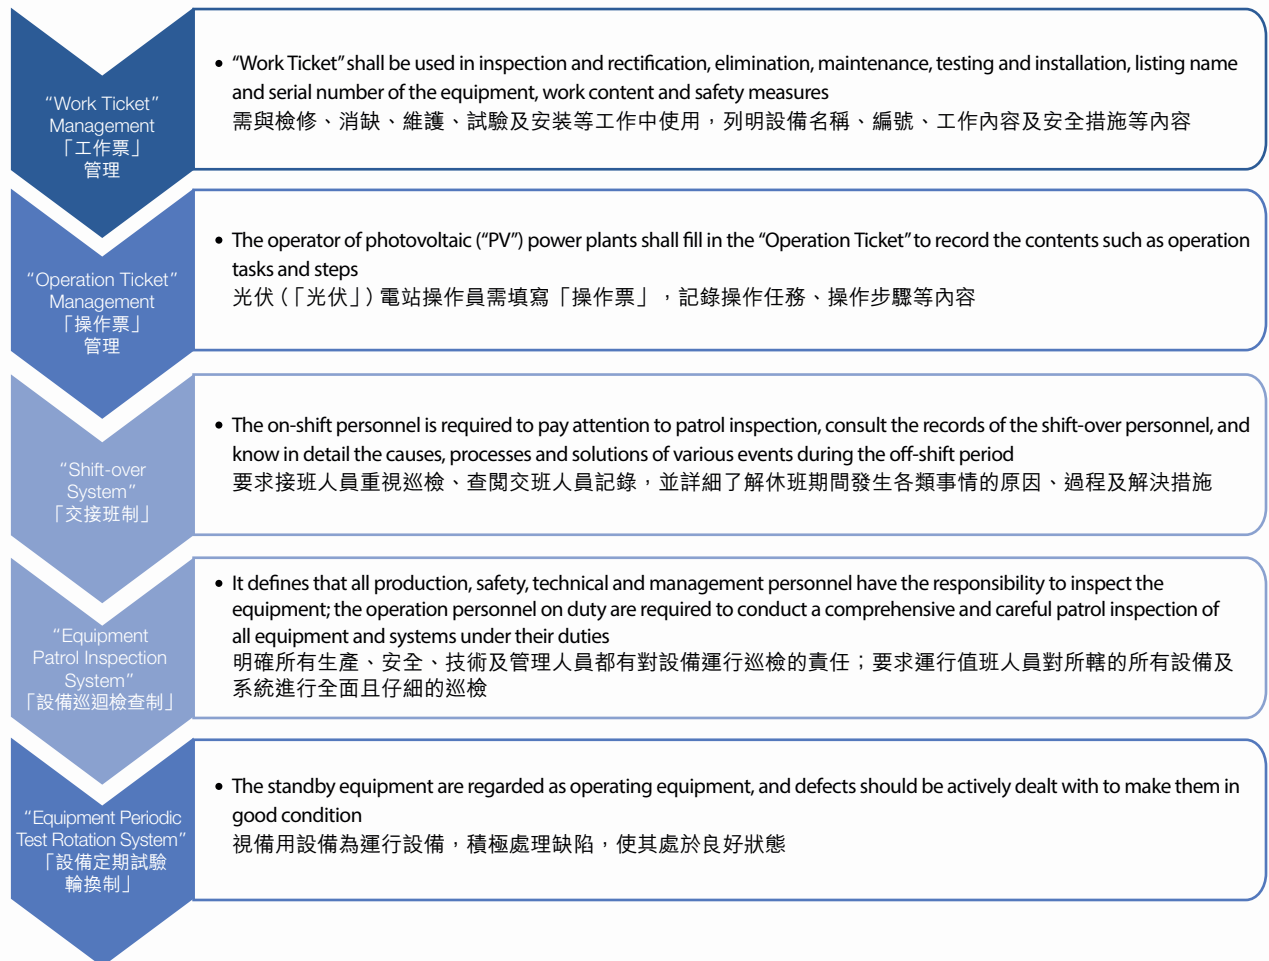 “Work Ticket”
Management
「工作票」
管理
• “Work Ticket” shall be used in inspection and rectification, elimination, maintenance, testing and installation, listing name
and serial number of the equipment, work content and safety measures
需與檢修、消缺、維護、試驗及安裝等工作中使用，列明設備名稱、編號、工作內容及安全措施等內容
“Operation Ticket”
Management
「操作票」
管理
• The operator of photovoltaic (“PV”) power plants shall fill in the “Operation Ticket” to record the contents such as operation
tasks and steps
光伏（「光伏」）電站操作員需填寫「操作票」，記錄操作任務、操作步驟等內容
“Shift-over
System”
「交接班制」
• The on-shift personnel is required to pay attention to patrol inspection, consult the records of the shift-over personnel, and
know in detail the causes, processes and solutions of various events during the off-shift period
要求接班人員重視巡檢、查閱交班人員記錄，並詳細了解休班期間發生各類事情的原因、過程及解決措施
“Equipment
Patrol Inspection
System”
「設備巡迴檢查制」
• It defines that all production, safety, technical and management personnel have the responsibility to inspect the
equipment; the operation personnel on duty are required to conduct a comprehensive and careful patrol inspection of
all equipment and systems under their duties
明確所有生產、安全、技術及管理人員都有對設備運行巡檢的責任；要求運行值班人員對所轄的所有設備及
系統進行全面且仔細的巡檢
“Equipment Periodic
Test Rotation System”
「設備定期試驗
輪換制」
• The standby equipment are regarded as operating equipment, and defects should be actively dealt with to make them in
good condition
視備用設備為運行設備，積極處理缺陷，使其處於良好狀態